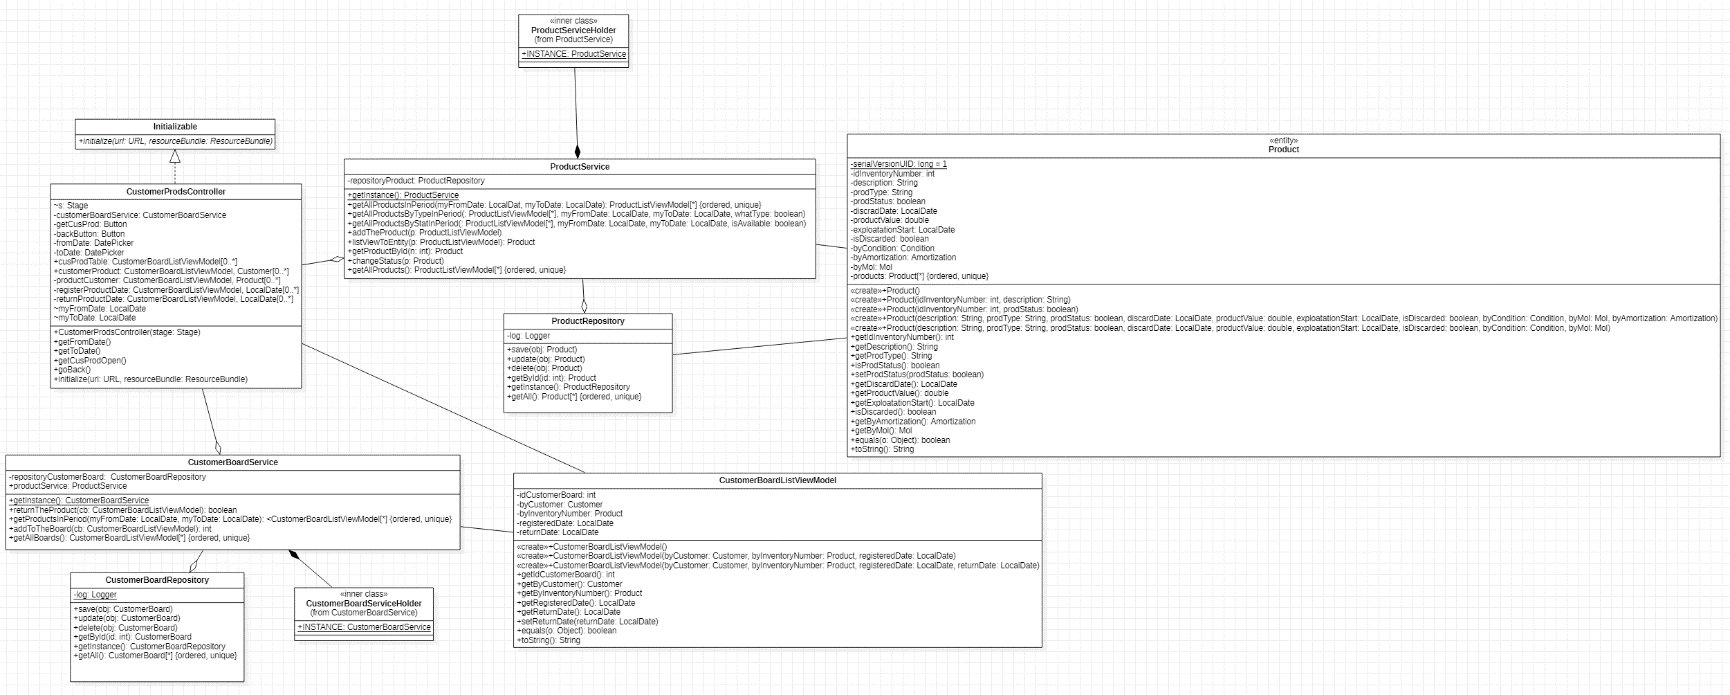 «inner class»
ProductServiceHolder
(from ProductService)
+INSTANCE: ProductService
Initializable
+initialize(url: URL, resourceBundle: ResourceBundle)
CustomerProdsController
~s: Stage
-customerBoardService: CustomerBoardService
-getCusProd: Button
-backButton: Button
-fromDate: DatePicker
-toDate: DatePicker
+cusProdTable: CustomerBoardListViewModel[0..*]
+customerProduct: CustomerBoardListViewModel, Customer[0..*]
-productCustomer: CustomerBoardListViewModel, Product[0..*]
-registerProductDate: CustomerBoardListViewModel, LocalDate[0..*]
-returnProductDate: CustomerBoardListViewModel, LocalDate[0..*]
~myFromDate: LocalDate
~myToDate: LocalDate
+CustomerProdsController(stage: Stage)
+getFromDate()
+getToDate()
+getCusProdOpen()
+goBack()
+initialize(url: URL, resourceBundle: ResourceBundle)
ProductService
-repositoryProduct: ProductRepository
+getInstance(): ProductService
+getAllProductsInPeriod(myFromDate: LocalDat, myToDate: LocalDate): ProductListViewModel[*] {ordered, unique}
+getAllProductsByTypeInPeriod(: ProductListViewModel[*], myFromDate: LocalDate, myToDate: LocalDate, whatType: boolean)
+getAllProductsByStatInPeriod(: ProductListViewModel[*], myFromDate: LocalDate, myToDate: LocalDate, isAvailable: boolean)
+addTheProduct(p: ProductListViewModel)
+listViewToEntity(p: ProductListViewModel): Product
+getProductById(n: int): Product
+changeStatus(p: Product)
+getAllProducts(): ProductListViewModel[*] {ordered, unique}
«entity»
Product
-serialVersionUID: long = 1
-idInventoryNumber: int
-description: String
-prodType: String
-prodStatus: boolean
-discradDate: LocalDate
-productValue: double
-exploatationStart: LocalDate
-isDiscarded: boolean
-byCondition: Condition
-byAmortization: Amortization
-byMol: Mol
-products: Product[*] {ordered, unique}
«create»+Product()
«create»+Product(idInventoryNumber: int, description: String)
«create»+Product(idInventoryNumber: int, prodStatus: boolean)
«create»+Product(description: String, prodType: String, prodStatus: boolean, discardDate: LocalDate, productValue: double, exploatationStart: LocalDate, isDiscarded: boolean, byCondition: Condition, byMol: Mol, byAmortization: Amortization)
«create»+Product(description: String, prodType: String, prodStatus: boolean, discardDate: LocalDate, productValue: double, exploatationStart: LocalDate, isDiscarded: boolean, byCondition: Condition, byMol: Mol)
+getIdInventoryNumber(): int
+getDescription(): String
+getProdType(): String
+isProdStatus(): boolean
+setProdStatus(prodStatus: boolean)
+getDiscardDate(): LocalDate
+getProductValue(): double
+getExploatationStart(): LocalDate
+isDiscarded(): boolean
+getByAmortization(): Amortization
+getByMol(): Mol
+equals(o: Object): boolean
+toString(): String
ProductRepository
-log: Logger
+save(obj: Product)
+update(obj: Product)
+delete(obj: Product)
+getById(id: int): Product
+getInstance(): ProductRepository
+getAll(): Product[*] {ordered, unique}
CustomerBoardService
-repositoryCustomerBoard: CustomerBoardRepository
+productService: ProductService
+getInstance(): CustomerBoardService
+returnTheProduct(cb: CustomerBoardListViewModel): boolean
+getProductsInPeriod(myFromDate: LocalDate, myToDate: LocalDate): <CustomerBoardListViewModel[*] {ordered, unique}
+addToTheBoard(cb: CustomerBoardListViewModel): int
+getAllBoards(): CustomerBoardListViewModel[*] {ordered, unique}
CustomerBoardListViewModel
-idCustomerBoard: int
-byCustomer: Customer
-byInventoryNumber: Product
-registeredDate: LocalDate
-returnDate: LocalDate
«create»+CustomerBoardListViewModel()
«create»+CustomerBoardListViewModel(byCustomer: Customer, byInventoryNumber: Product, registeredDate: LocalDate)
«create»+CustomerBoardListViewModel(byCustomer: Customer, byInventoryNumber: Product, registeredDate: LocalDate, returnDate: LocalDate)
+getIdCustomerBoard(): int
+getByCustomer(): Customer
+getByInventoryNumber(): Product
+getRegisteredDate(): LocalDate
+getReturnDate(): LocalDate
+setReturnDate(returnDate: LocalDate)
+equals(o: Object): boolean
+toString(): String
CustomerBoardRepository
-log: Logger
+save(obj: CustomerBoard)
+update(obj: CustomerBoard)
+delete(obj: CustomerBoard)
+getById(id: int): CustomerBoard
+getInstance(): CustomerBoardRepository
+getAll(): CustomerBoard[*] {ordered, unique}
«inner class»
CustomerBoardServiceHolder
(from CustomerBoardService)
+INSTANCE: CustomerBoardService